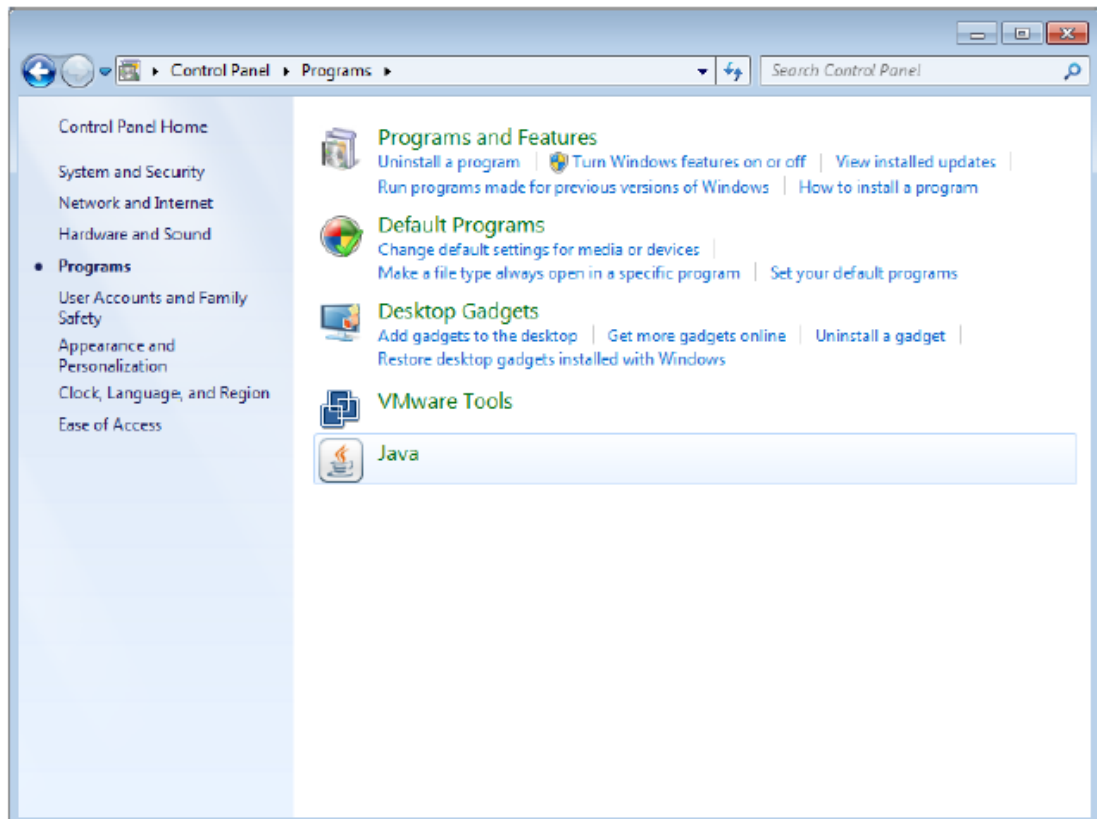 Control Panel Programs
Search Control Panel
Control Panel Home
System and Security
Network and Internet
Hardware and Sound
Programs
User Accounts and Family
Safety
Appearance and
Personalization
Clock, Language, and Region
Ease of Access
Programs and Features
Uninstall a program
Turn Windows features on or off
View installed updates
Run programs made for previous versions of Windows
How to install a program
Default Programs
Change default settings for media or devices
Make a file type always open in a specific program
Set your default programs
Desktop Gadgets
Add gadgets to the desktop
Get more gadgets online
Uninstall a gadget
Restore desktop gadgets installed with Windows
VMware Tools
Java